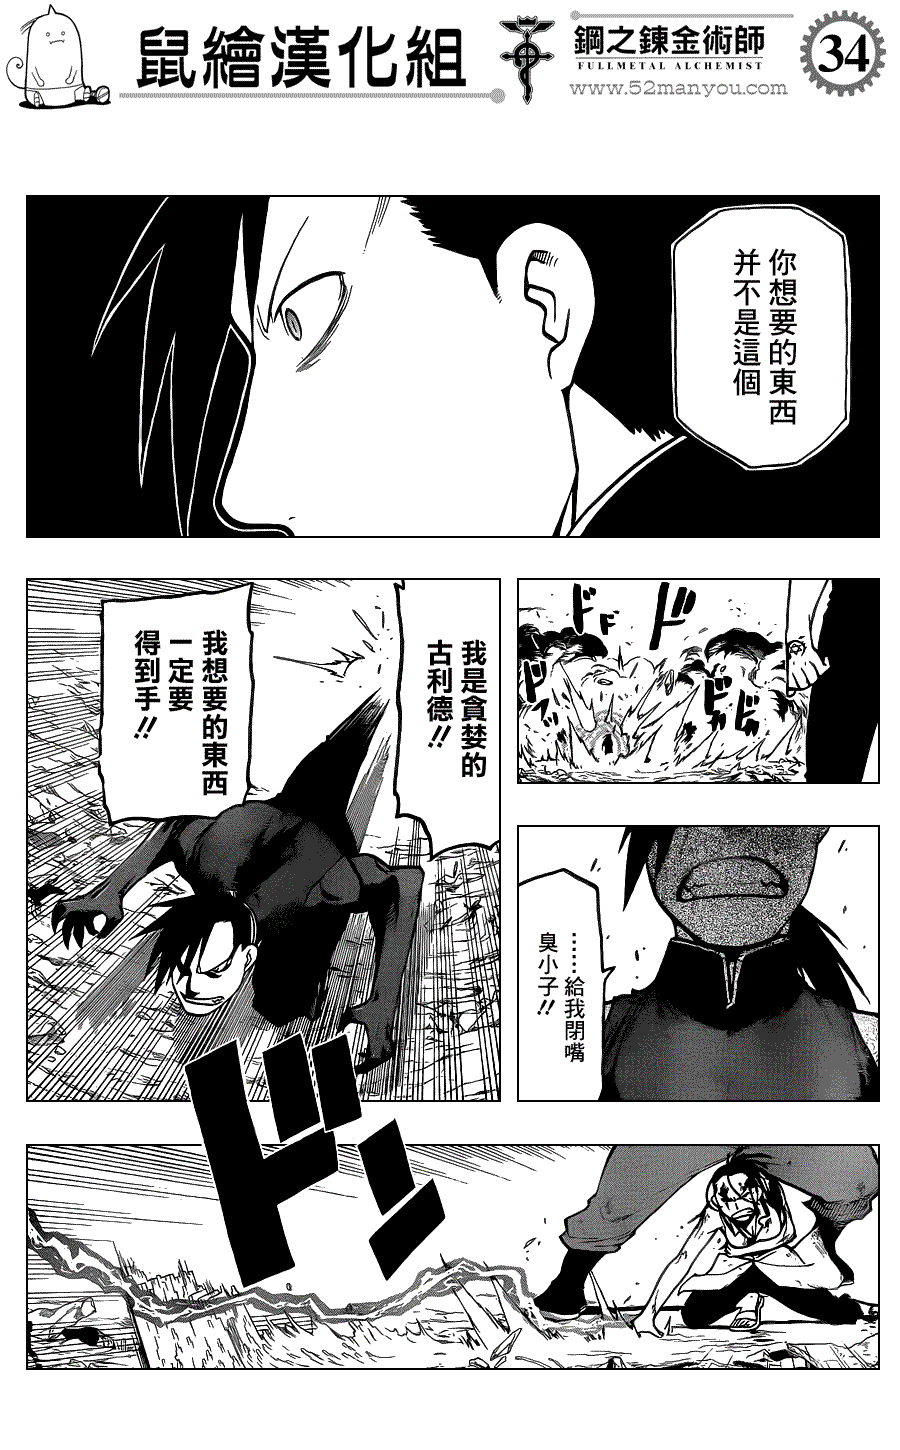 鼠繪漢化組
鋼之鍊金術師
FULLMETAL ALCHEMIST
www.52manyou.com
34
你想要的東西
并不是這個
ドドドドッ
……給我閉嘴
臭小子!!
我是貪婪的
古利德!!
我想要的東西
一定要
得到手!!
ドン